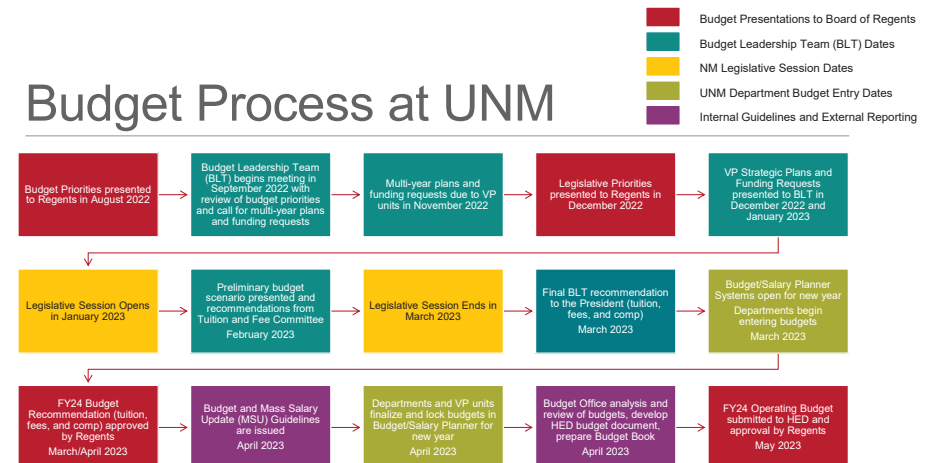 Budget Presentations to Board of Regents
Budget Leadership Team (BLT) Dates
NM Legislative Session Dates
UNM Department Budget Entry Dates
Internal Guidelines and External Reporting
Budget Process at UNM
Budget Priorities presented
to Regents in August 2022
Budget Leadership Team
(BLT) begins meeting in
September 2022 with
review of budget priorities
and call for multi-year plans
and funding requests
Multi-year plans and
funding requests due to VP
units in November 2022
Legislative Priorities
presented to Regents in
December 2022
VP Strategic Plans and
Funding Requests
presented to BLT in
December 2022 and
January 2023
Legislative Session Opens
in January 2023
Preliminary budget
scenario presented and
recommendations from
Tuition and Fee Committee
February 2023
Legislative Session Ends in
March 2023
Final BLT recommendation
to the President (tuition,
fees, and comp)
March 2023
Budget/Salary Planner
Systems open for new year
Departments begin
entering budgets
March 2023
FY24 Budget
Recommendation (tuition,
fees, and comp) approved
by Regents
March/April 2023
Budget and Mass Salary
Update (MSU) Guidelines
are issued
April 2023
Departments and VP units
finalize and lock budgets in
Budget/Salary Planner for
new year
April 2023
Budget Office analysis and
review of budgets, develop
HED budget document,
prepare Budget Book
April 2023
FY24 Operating Budget
submitted to HED and
approval by Regents
May 2023